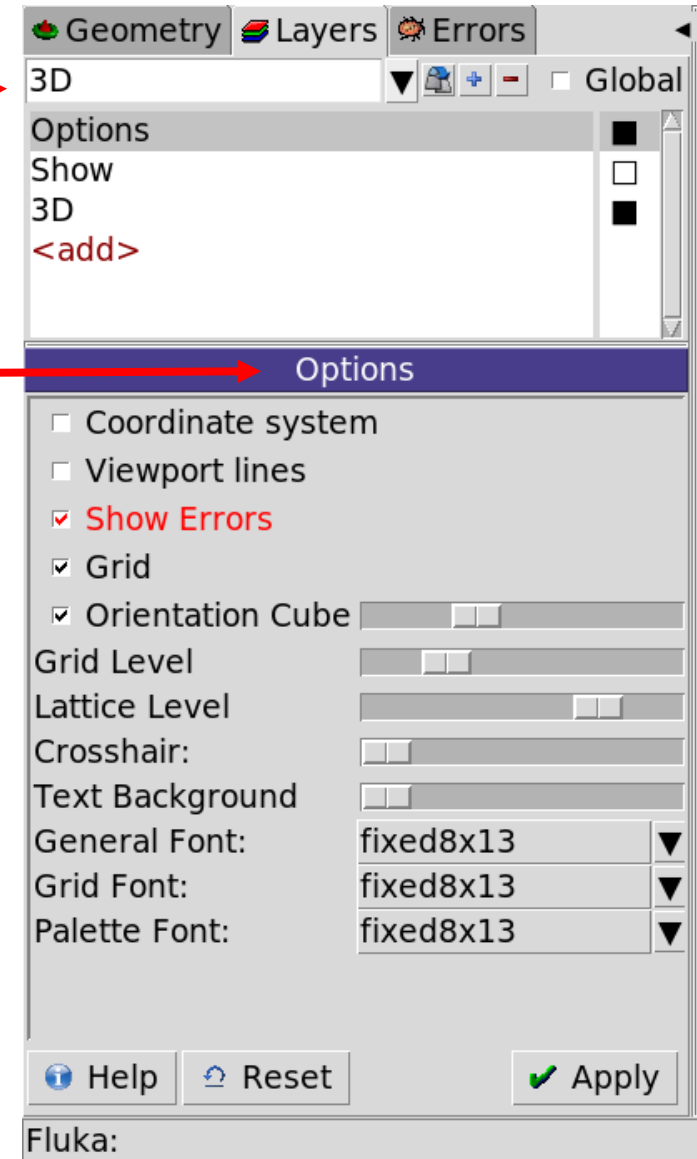 Geometry Layers Errors
3D Global
Options
Show
3D
<add>
Options
Coordinate system
Viewport lines
Show Errors
Grid
Orientation Cube
Grid Level
Lattice Level
Crosshair:
Text Background
General Font: fixed8x13
Grid Font: fixed8x13
Palette Font: fixed8x13
Help Reset Apply
Fluka: